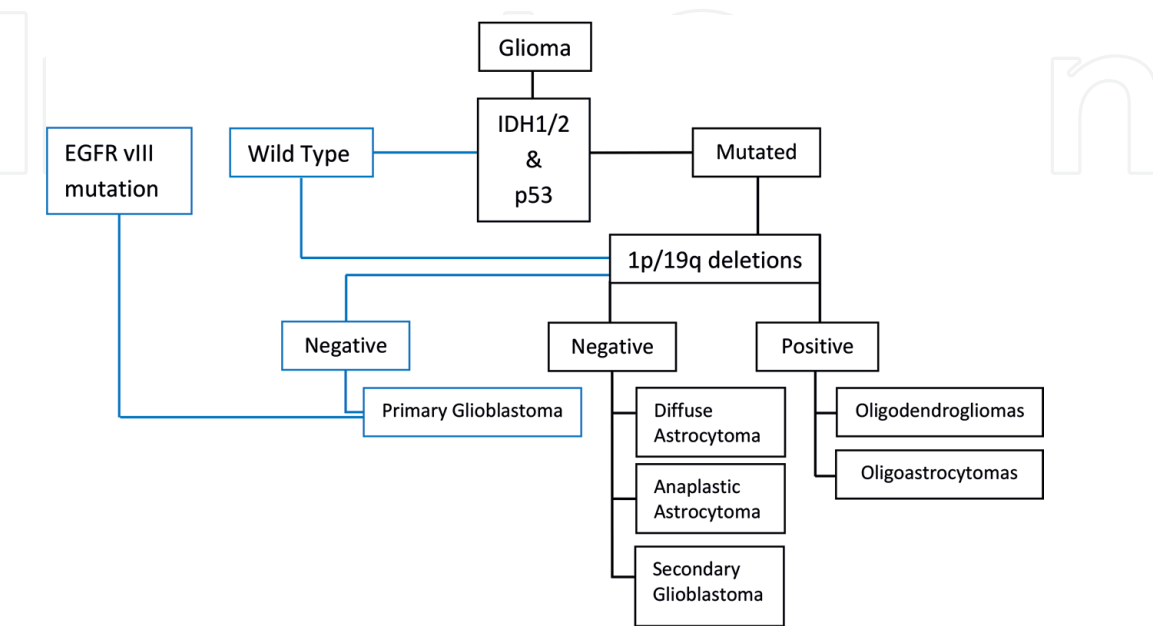 Glioma
IDH1/2
&
p53
EGFR vIII
mutation
Wild Type
Mutated
1p/19q deletions
Negative
Negative
Positive
Primary Glioblastoma
Diffuse
Astrocytoma
Oligodendrogliomas
Anaplastic
Astrocytoma
Oligoastrocytomas
Secondary
Glioblastoma